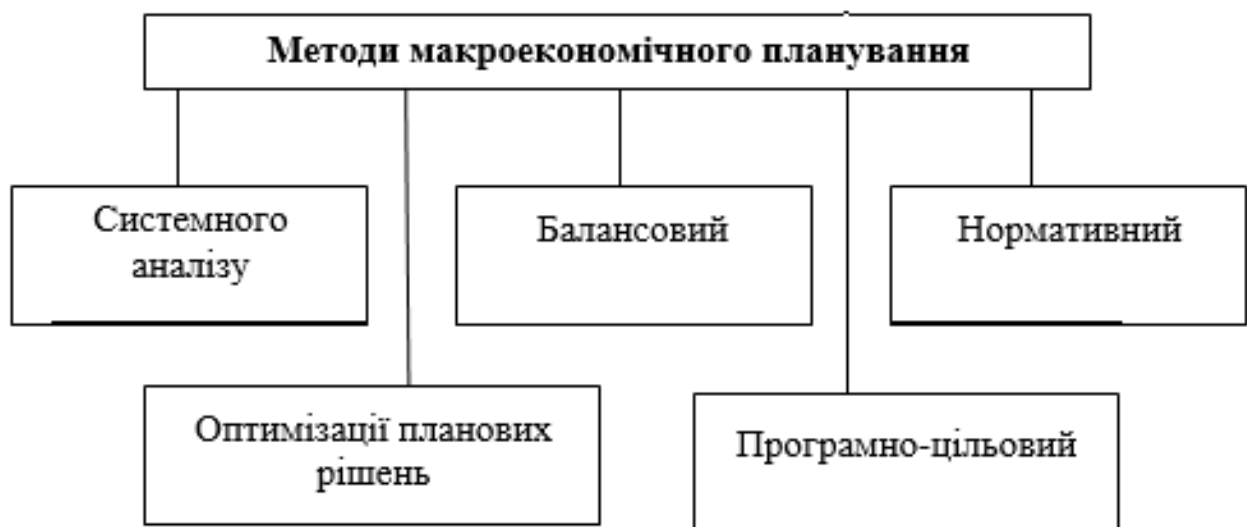 Методи макроекономічного планування
Системного
аналізу
Балансовий
Нормативний
Оптимізації планових
рішень
Програмно-цільовий